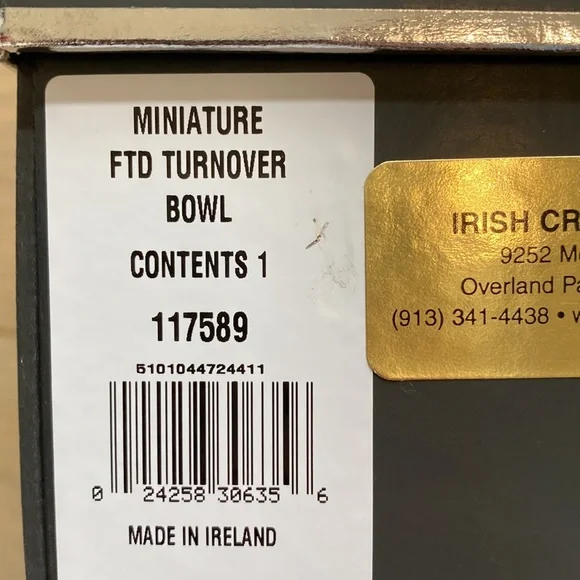 MINIATURE
FTD TURNOVER
BOWL
CONTENTS 1
117589
5101044724411
0 24258 30635 6
MADE IN IRELAND
IRISH CR
9252 M
Overland Pa
(913) 341-4438 • w